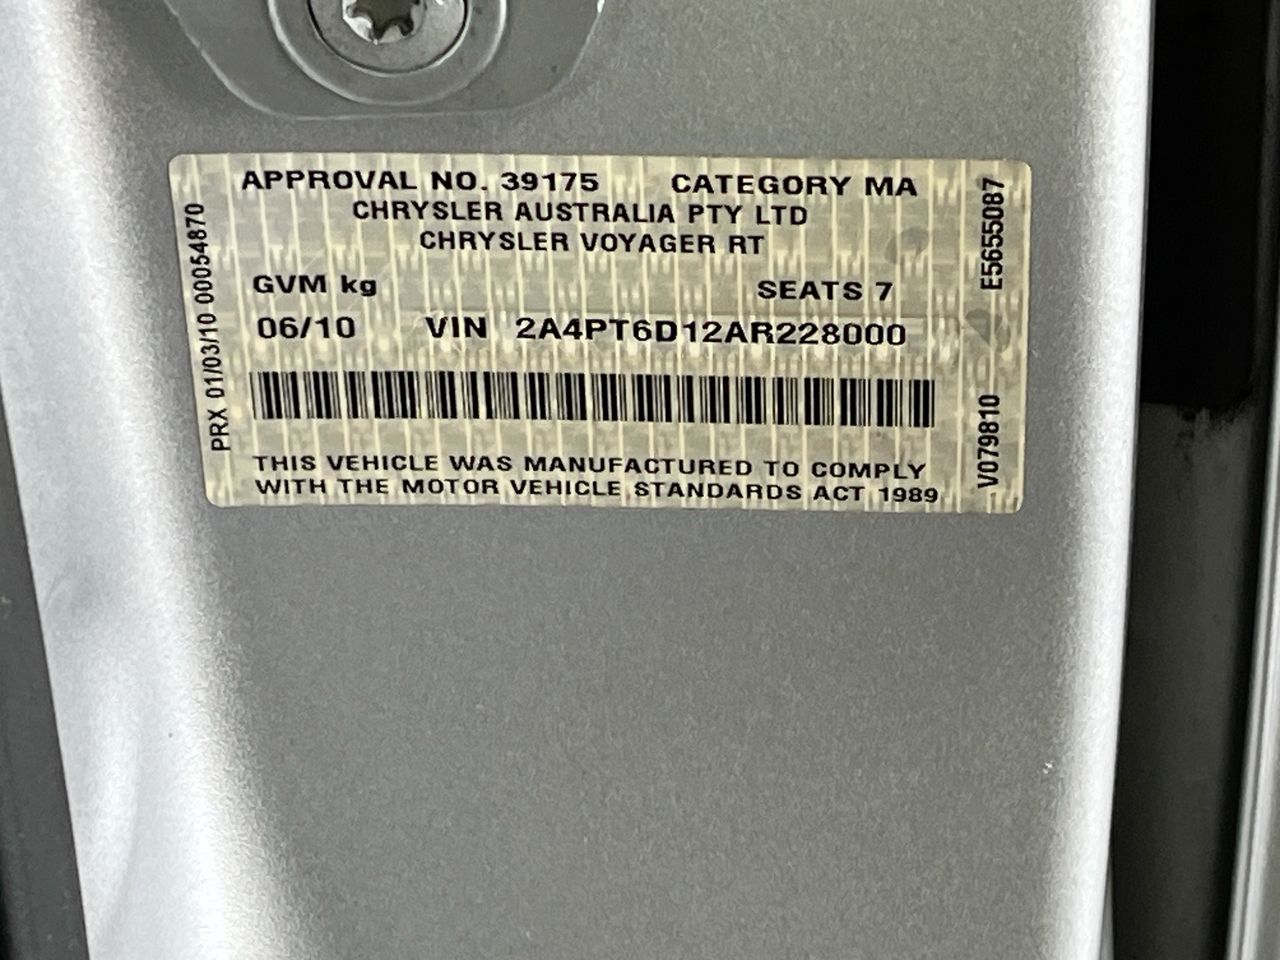 APPROVAL NO. 39175 CATEGORY MA
CHRYSLER AUSTRALIA PTY LTD
CHRYSLER VOYAGER RT
GVM kg SEATS 7
06/10 VIN 2A4PT6D12AR228000
THIS VEHICLE WAS MANUFACTURED TO COMPLY
WITH THE MOTOR VEHICLE STANDARDS ACT 1989
PRX 01/03/10 00054870
V079810 E5655087